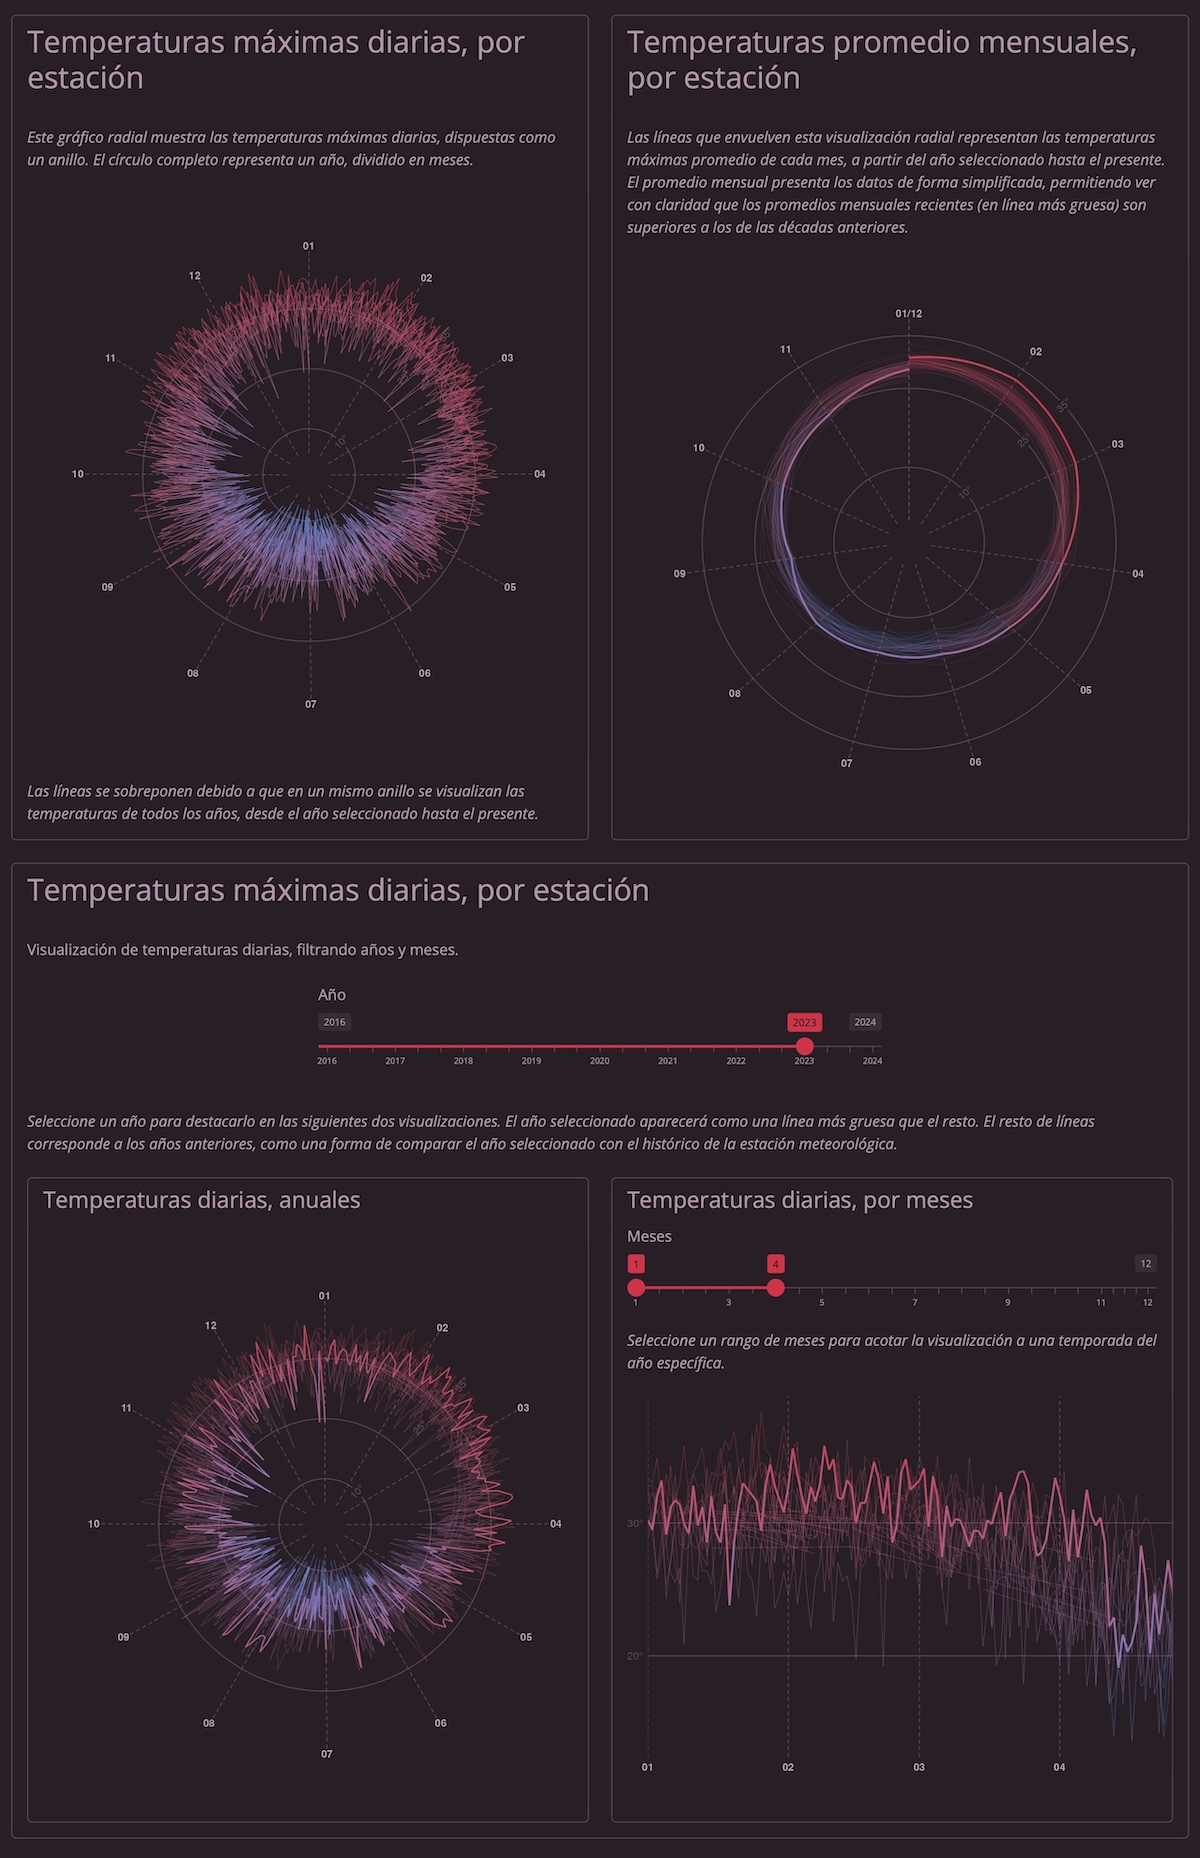 Temperaturas máximas diarias, por
estación
Este gráfico radial muestra las temperaturas máximas diarias, dispuestas como
un anillo. El círculo completo representa un año, dividido en meses.
01
12
02
11
03
10°
10
04
09
05
08
06
07
Las líneas se sobreponen debido a que en un mismo anillo se visualizan las
temperaturas de todos los años, desde el año seleccionado hasta el presente.
Temperaturas promedio mensuales,
por estación
Las líneas que envuelven esta visualización radial representan las temperaturas
máximas promedio de cada mes, a partir del año seleccionado hasta el presente.
El promedio mensual presenta los datos de forma simplificada, permitiendo ver
con claridad que los promedios mensuales recientes (en línea más gruesa) son
superiores a los de las décadas anteriores.
01/12
11
02
35°
10
03
25°
10°
09
04
08
05
07
06
Temperaturas máximas diarias, por estación
Visualización de temperaturas diarias, filtrando años y meses.
Año
2016
2023
2024
2016 2017 2018 2019 2020 2021 2022 2023 2024
Seleccione un año para destacarlo en las siguientes dos visualizaciones. El año seleccionado aparecerá como una línea más gruesa que el resto. El resto de líneas
corresponde a los años anteriores, como una forma de comparar el año seleccionado con el histórico de la estación meteorológica.
Temperaturas diarias, anuales
01
12
02
35°
11
03
25°
10
04
09
05
08
06
07
Temperaturas diarias, por meses
Meses
1
4
12
1 3 5 7 9 11 12
Seleccione un rango de meses para acotar la visualización a una temporada del
año específica.
30°
20°
01 02 03 04